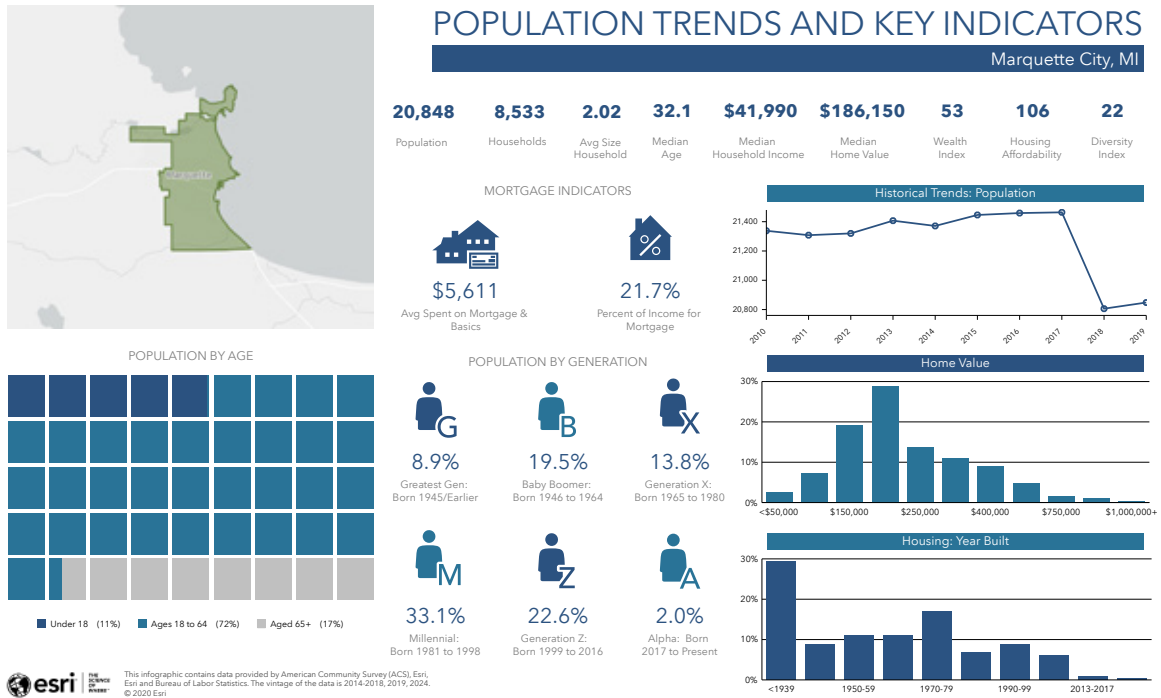 POPULATION TRENDS AND KEY INDICATORS
Marquette City, MI
20,848
Population
8,533
Households
2.02
Avg Size
Household
32.1
Median
Age
$41,990
Median
Household Income
$186,150
Median
Home Value
53
Wealth
Index
106
Housing
Affordability
22
Diversity
Index
Marquette
MORTGAGE INDICATORS
$5,611
Avg Spent on Mortgage &
Basics
%
21.7%
Percent of Income for
Mortgage
Historical Trends: Population
21,400
21,200
21,000
20,800
2010
2011
2012
2013
2014
2015
2016
2017
2018
2019
POPULATION BY AGE
Under 18 (11%)
Ages 18 to 64 (72%)
Aged 65+ (17%)
POPULATION BY GENERATION
G
8.9%
Greatest Gen:
Born 1945/Earlier
B
19.5%
Baby Boomer:
Born 1946 to 1964
X
13.8%
Generation X:
Born 1965 to 1980
M
33.1%
Millennial:
Born 1981 to 1998
Z
22.6%
Generation Z:
Born 1999 to 2016
A
2.0%
Alpha: Born
2017 to Present
Home Value
30%
20%
10%
0%
<$50,000
$150,000
$250,000
$400,000
$750,000
$1,000,000+
Housing: Year Built
30%
20%
10%
0%
<1939
1950-59
1970-79
1990-99
2013-2017
esri
THE
SCIENCE
OF
WHERE™
This infographic contains data provided by American Community Survey (ACS), Esri,
Esri and Bureau of Labor Statistics. The vintage of the data is 2014-2018, 2019, 2024.
© 2020 Esri